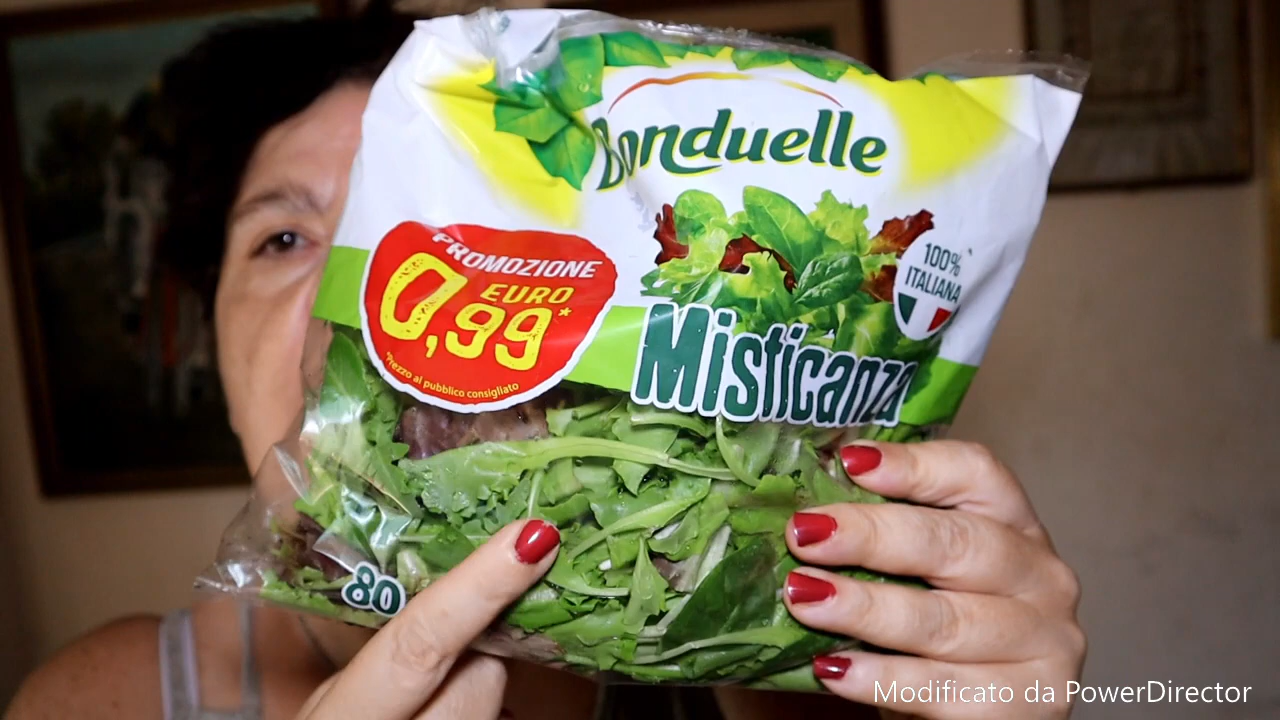 Bonduelle
PROMOZIONE
0,99*
EURO
*Prezzo al pubblico consigliato
100%
ITALIANA
Misticanza
80
Modificato da PowerDirector